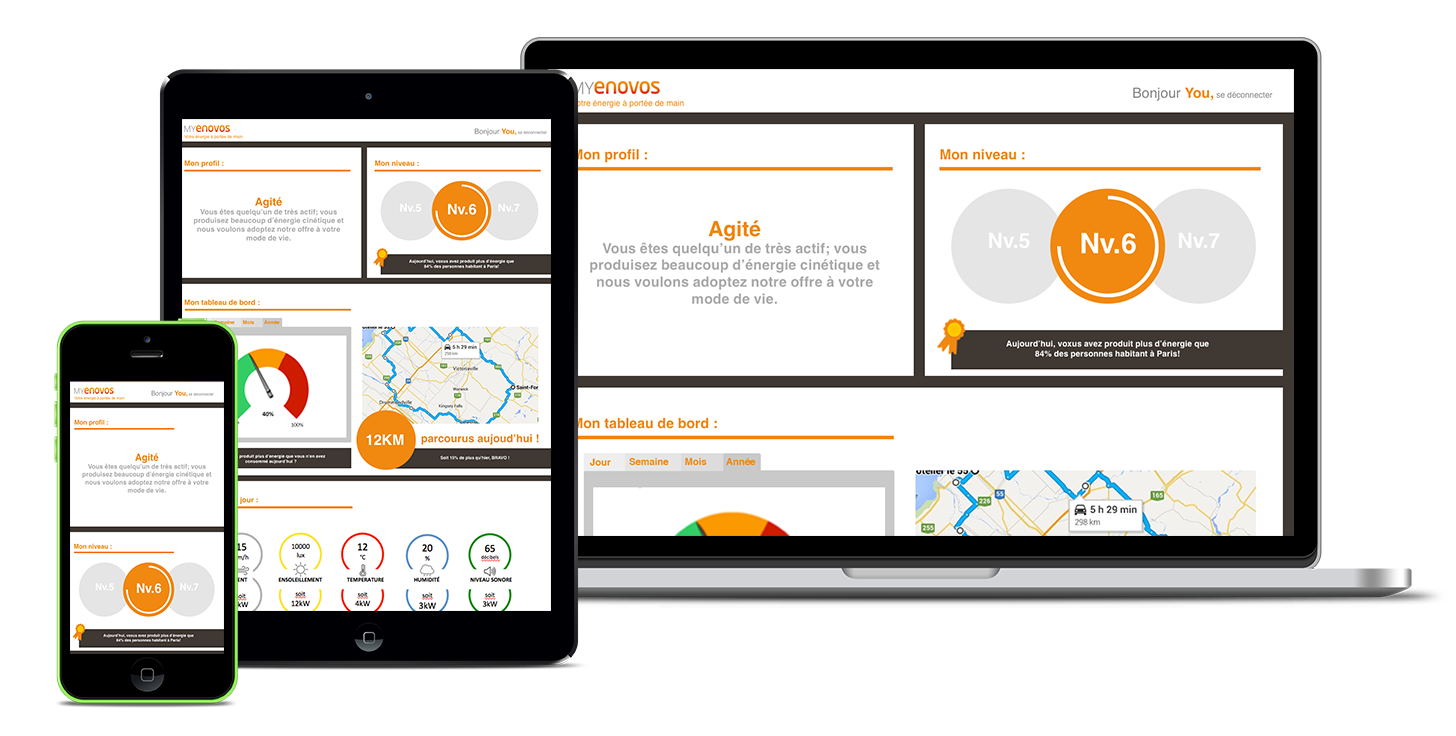 MYenovos
otre énergie à portée de main
Bonjour You, se déconnecter
Mon profil :
Agité
Vous êtes quelqu'un de très actif; vous
produisez beaucoup d'énergie cinétique et
nous voulons adoptez notre offre à votre
mode de vie.
Mon niveau :
Nv.5
Nv.6
Nv.7
Aujourd'hui, voxus avez produit plus d'énergie que
84% des personnes habitant à Paris!
Mon tableau de bord :
Jour Semaine Mois Année
226
55
165
255
5 h 29 min
298 km
MYenovos
Votre énergie à portée de main
Bonjour You, se déconnecter
Mon profil :
Agité
Vous êtes quelqu'un de très actif; vous
produisez beaucoup d'énergie cinétique et
nous voulons adoptez notre offre à votre
mode de vie.
Mon niveau :
Nv.5
Nv.6
Nv.7
Aujourd'hui, voxus avez produit plus d'énergie que
84% des personnes habitant à Paris!
Mon tableau de bord :
Semaine Mois Année
40%
100%
5 h 29 min
298 km
Victoriaville
Warwick
Kingsey Falls
Saint-For
12KM
parcourus aujourd'hui !
produit plus d'énergie que vous n'en avez
consommé aujourd'hui ?
Soit 15% de plus qu'hier, BRAVO !
jour :
15
m/h
ENT
oit
kW
10000
lux
ENSOLEILLEMENT
soit
12kW
12
°C
TEMPERATURE
soit
4kW
20
%
HUMIDITÉ
soit
3kW
65
décibels
NIVEAU SONORE
soit
3kW
MYenovos
Votre énergie à portée de main
Bonjour You, se déconnecter
Mon profil :
Agité
Vous êtes quelqu'un de très actif; vous
produisez beaucoup d'énergie cinétique et
nous voulons adoptez notre offre à votre
mode de vie.
Mon niveau :
Nv.5
Nv.6
Nv.7
Aujourd'hui, voxus avez produit plus d'énergie que
84% des personnes habitant à Paris!